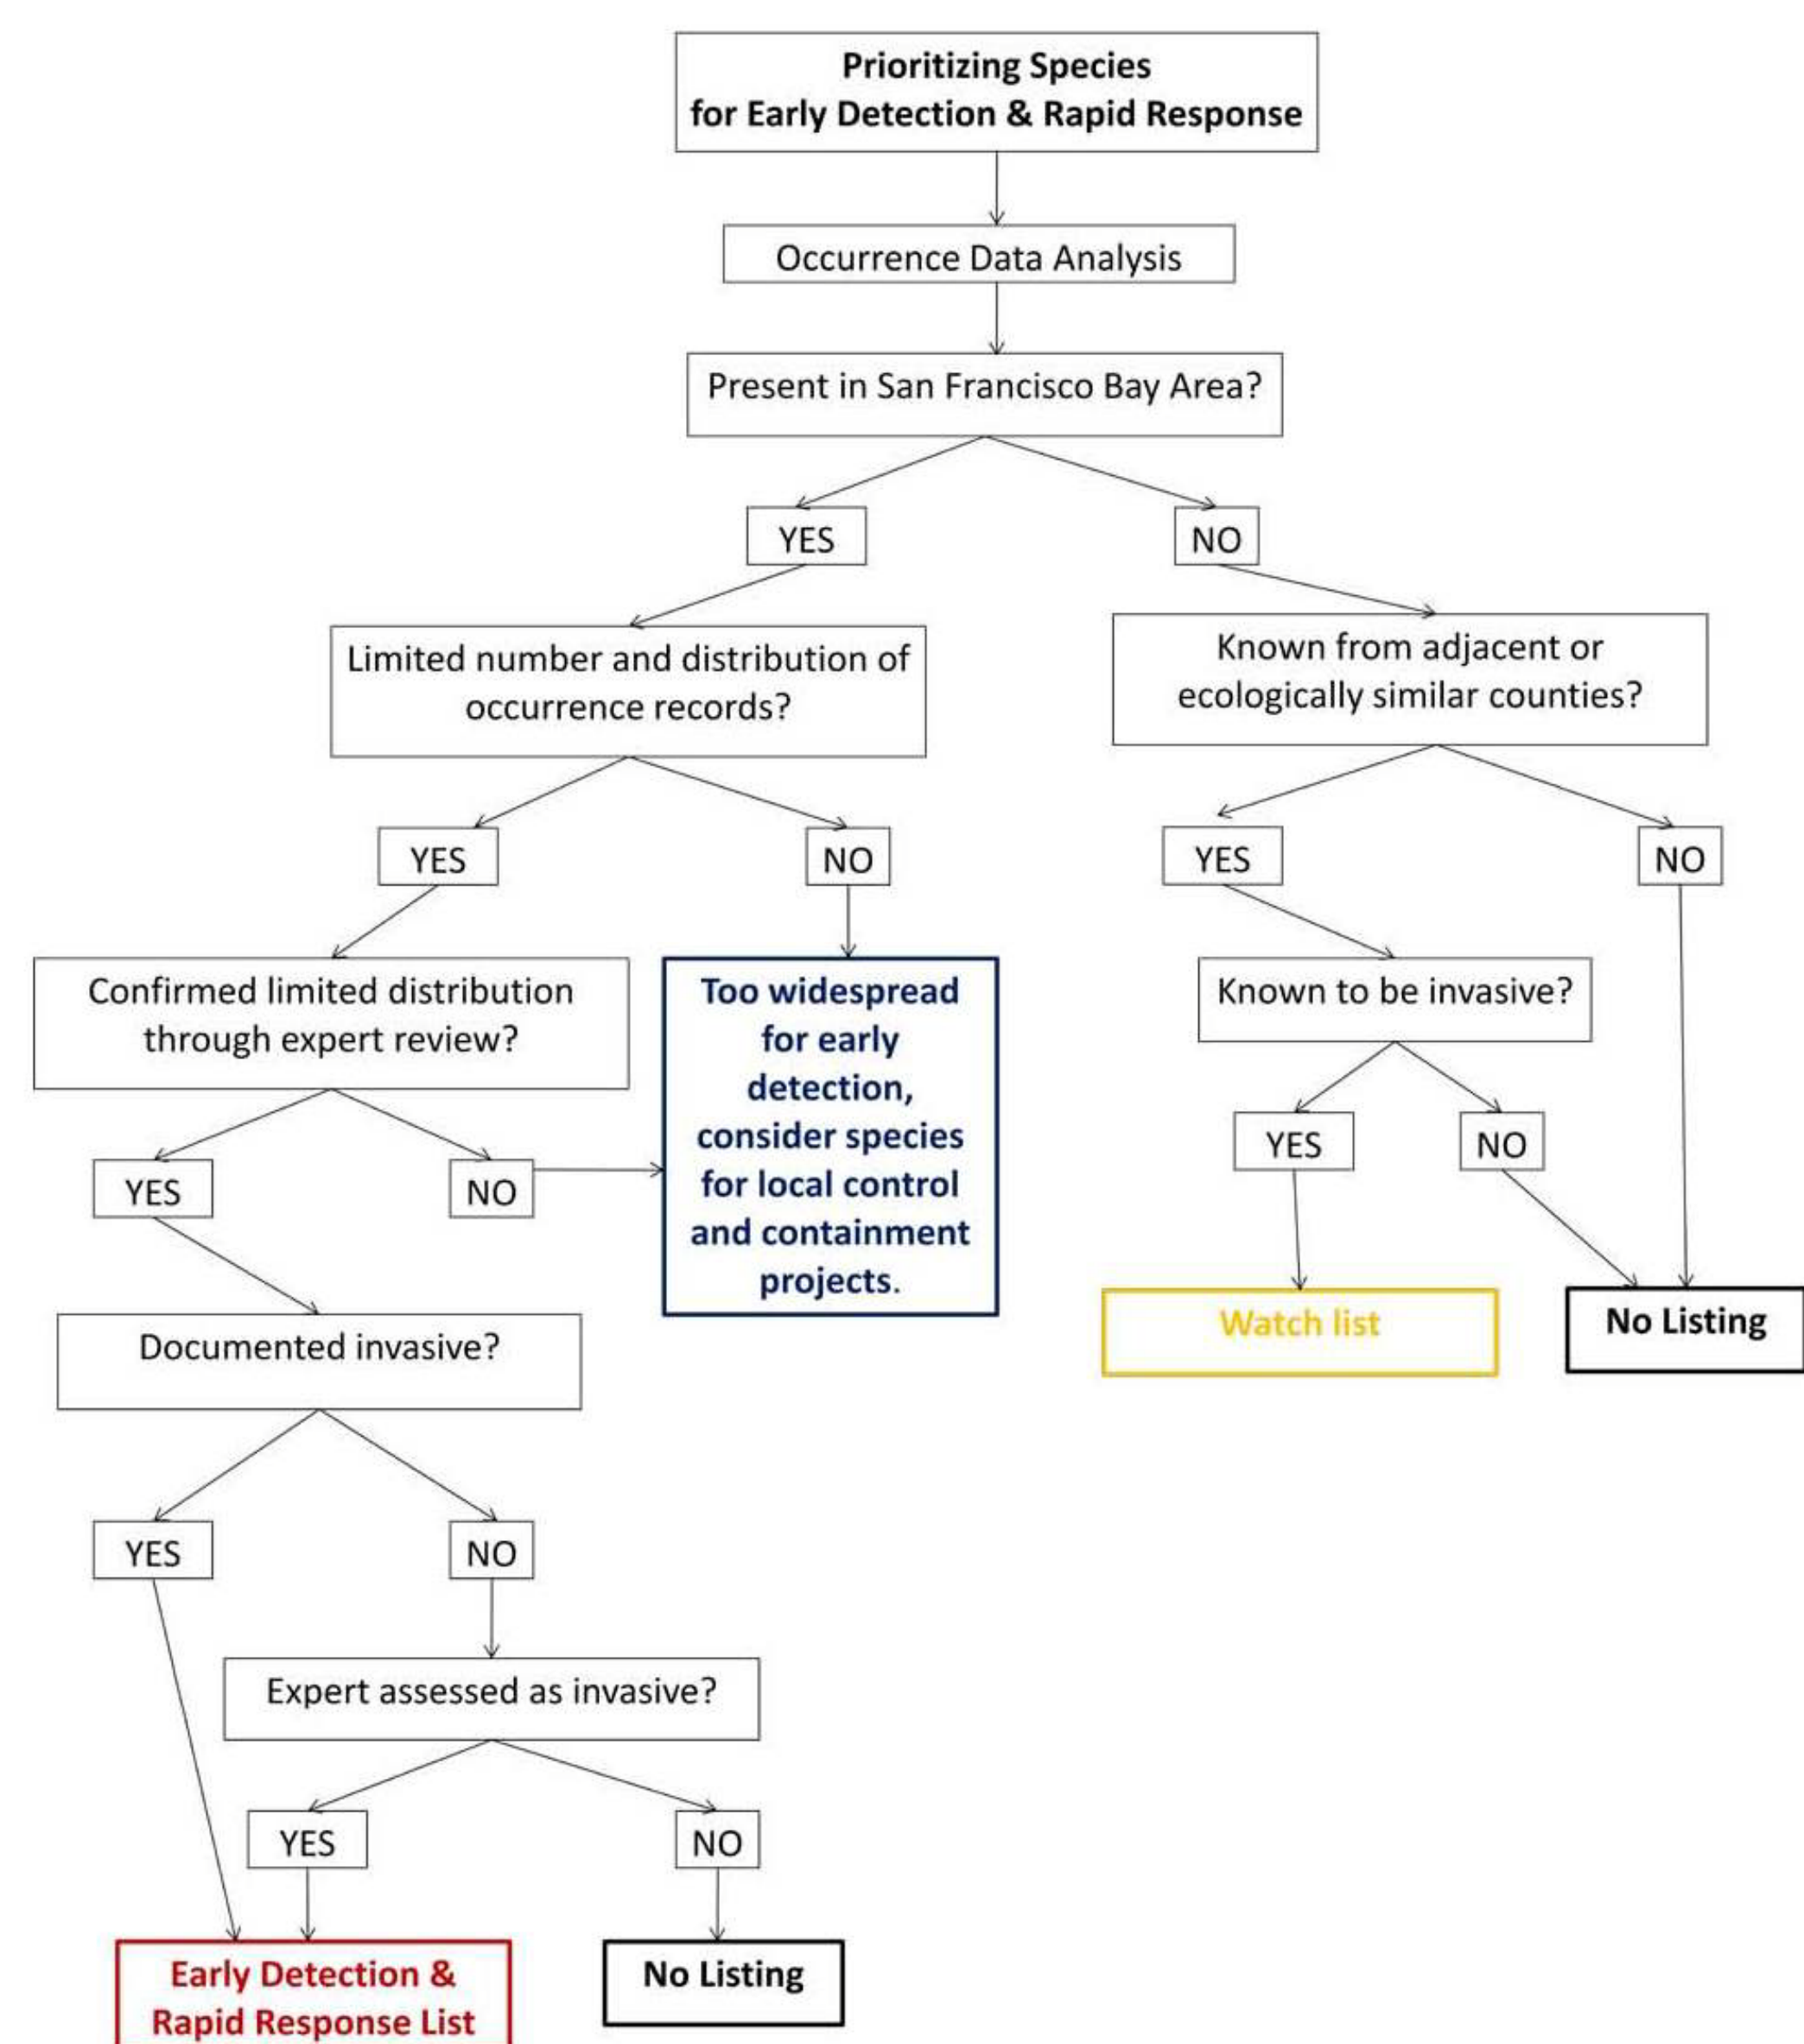 Prioritizing Species
for Early Detection & Rapid Response
Occurrence Data Analysis
Present in San Francisco Bay Area?
YES
NO
Limited number and distribution of
occurrence records?
Known from adjacent or
ecologically similar counties?
YES
NO
YES
NO
Confirmed limited distribution
through expert review?
Too widespread
for early
detection,
consider species
for local control
and containment
projects.
Known to be invasive?
YES
NO
YES
NO
Documented invasive?
Watch list
No Listing
YES
NO
Expert assessed as invasive?
YES
NO
Early Detection &
Rapid Response List
No Listing